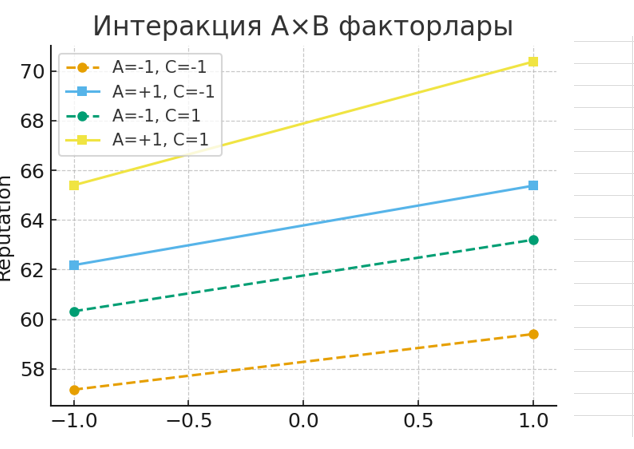 Интеракция A×B факторлары
A=-1, C=-1
A=+1, C=-1
A=-1, C=1
A=+1, C=1
Reputation
70
68
66
64
62
60
58
−1.0 −0.5 0.0 0.5 1.0